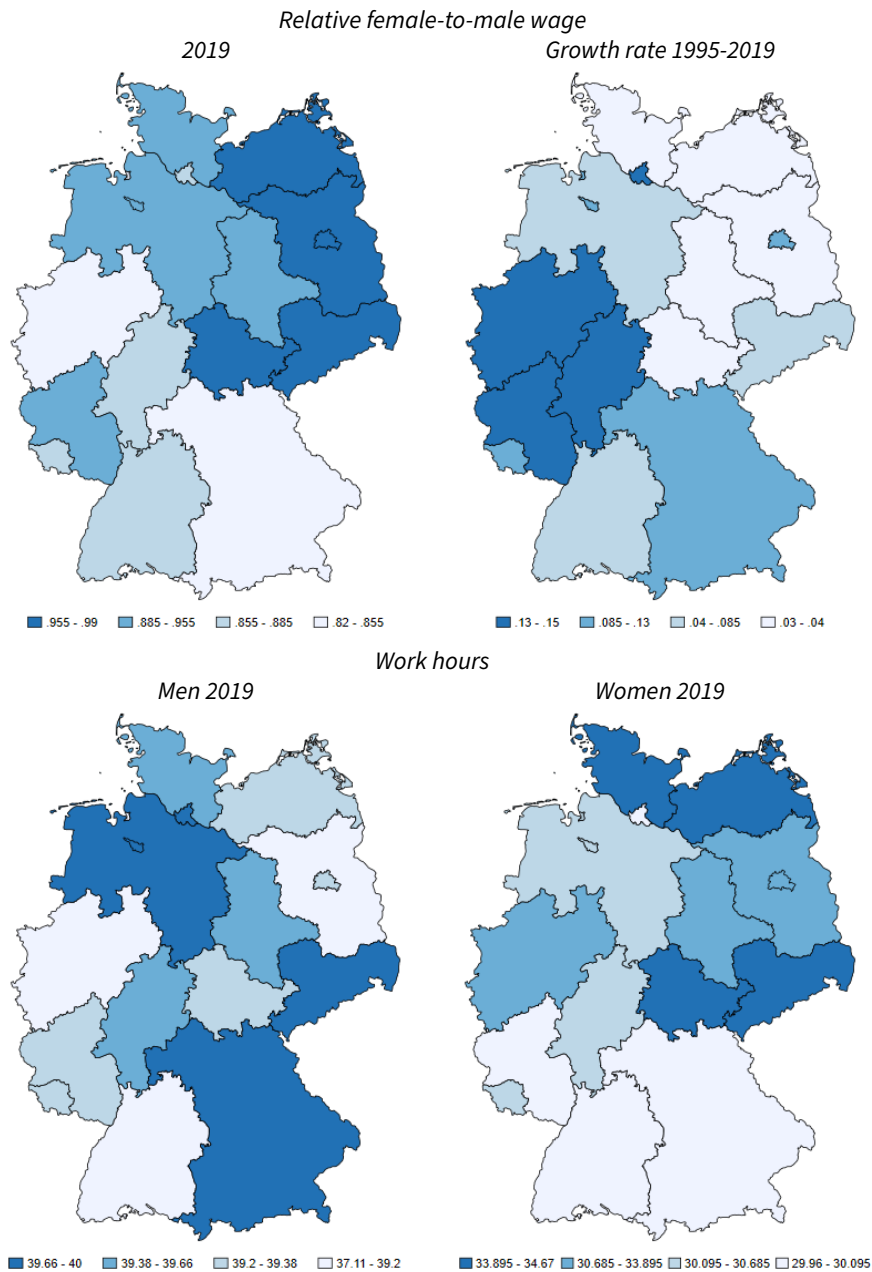 Relative female-to-male wage
2019 Growth rate 1995-2019
.955 - .99 .885 - .955 .855 - .885 .82 - .855 .13 - .15 .085 - .13 .04 - .085 .03 - .04
Work hours
Men 2019 Women 2019
39.66 - 40 39.38 - 39.66 39.2 - 39.38 37.11 - 39.2 33.895 - 34.67 30.685 - 33.895 30.095 - 30.685 29.96 - 30.095